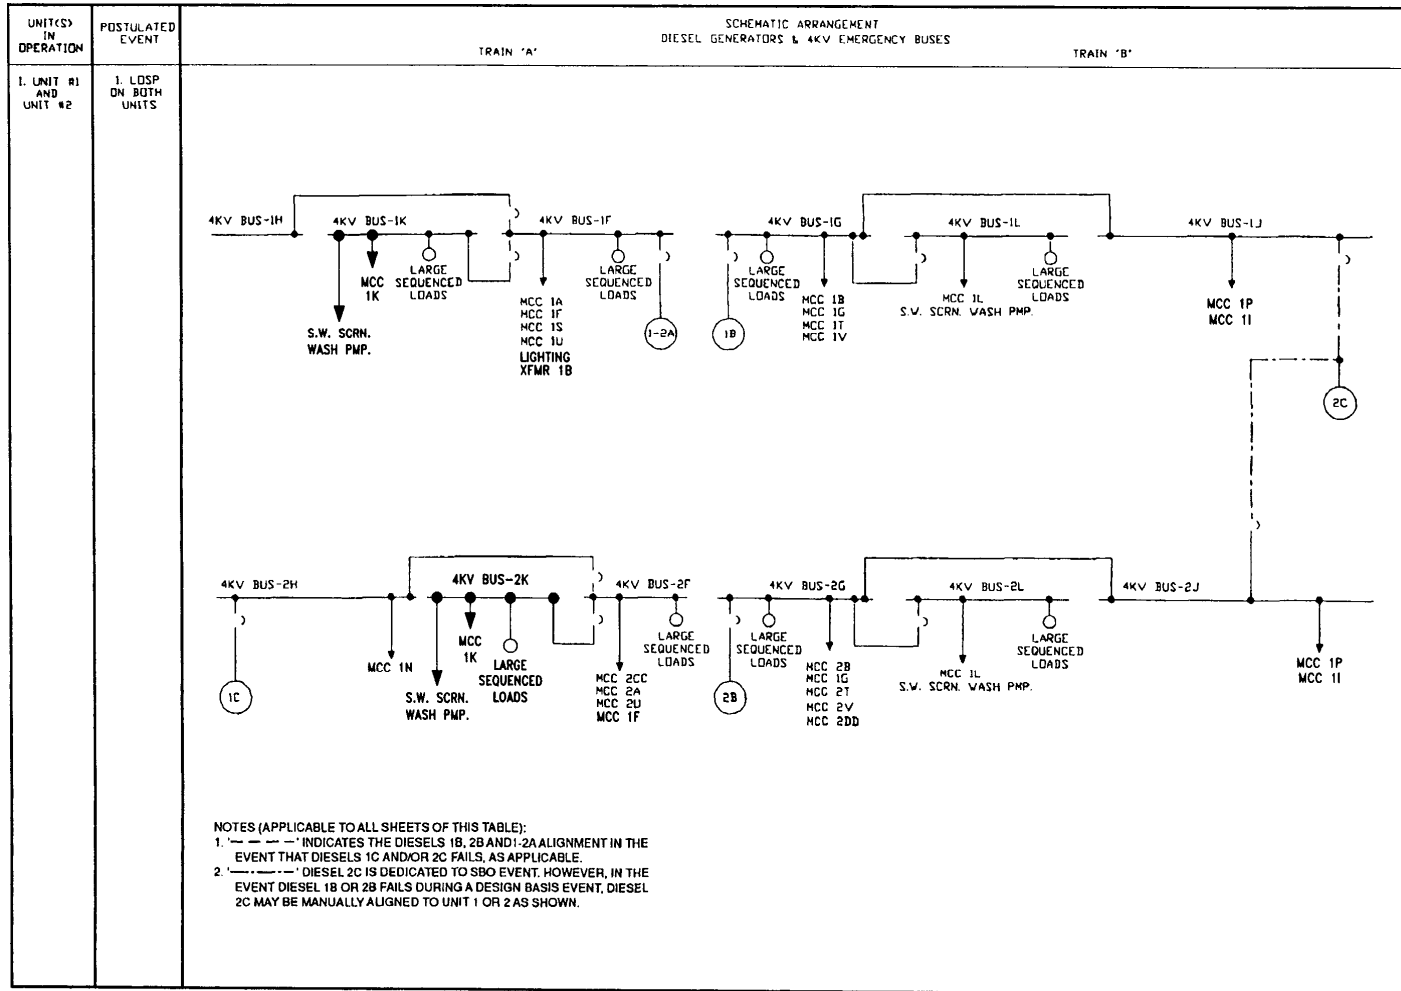 UNIT(S)
IN
OPERATION
POSTULATED
EVENT
SCHEMATIC ARRANGEMENT
DIESEL GENERATORS & 4KV EMERGENCY BUSES
TRAIN 'A'
TRAIN 'B'
I. UNIT #1
AND
UNIT #2
1. LOSP
ON BOTH
UNITS
4KV BUS-1H
4KV BUS-1K
4KV BUS-1F
4KV BUS-1G
4KV BUS-1L
4KV BUS-1J
S.W. SCRN.
WASH PMP.
MCC
1K
LARGE
SEQUENCED
LOADS
MCC 1A
MCC 1F
MCC 1S
MCC 1U
LIGHTING
XFMR 1B
LARGE
SEQUENCED
LOADS
1-2A
1B
LARGE
SEQUENCED
LOADS
MCC 1B
MCC 1G
MCC 1T
MCC 1V
MCC 1L
S.W. SCRN. WASH PMP.
LARGE
SEQUENCED
LOADS
MCC 1P
MCC 1I
2C
4KV BUS-2H
4KV BUS-2K
4KV BUS-2F
4KV BUS-2G
4KV BUS-2L
4KV BUS-2J
1C
MCC 1N
S.W. SCRN.
WASH PMP.
MCC
1K
LARGE
SEQUENCED
LOADS
MCC 2CC
MCC 2A
MCC 2U
MCC 1F
LARGE
SEQUENCED
LOADS
2B
LARGE
SEQUENCED
LOADS
MCC 2B
MCC 1G
MCC 2T
MCC 2V
MCC 2DD
MCC 1L
S.W. SCRN. WASH PMP.
LARGE
SEQUENCED
LOADS
MCC 1P
MCC 1I
NOTES (APPLICABLE TO ALL SHEETS OF THIS TABLE):
1. '— — — —' INDICATES THE DIESELS 1B, 2B AND 1-2A ALIGNMENT IN THE
EVENT THAT DIESELS 1C AND/OR 2C FAILS, AS APPLICABLE.
2. '—·—·—' DIESEL 2C IS DEDICATED TO SBO EVENT. HOWEVER, IN THE
EVENT DIESEL 1B OR 2B FAILS DURING A DESIGN BASIS EVENT, DIESEL
2C MAY BE MANUALLY ALIGNED TO UNIT 1 OR 2 AS SHOWN.